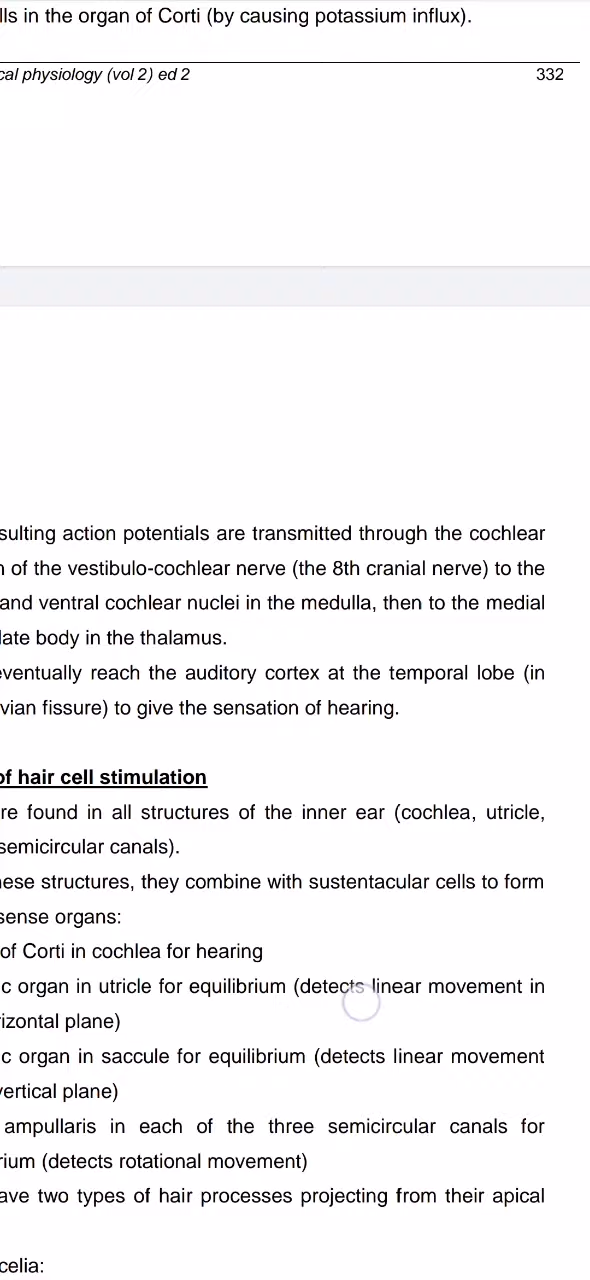 lls in the organ of Corti (by causing potassium influx).
cal physiology (vol 2) ed 2 332
sulting action potentials are transmitted through the cochlear
n of the vestibulo-cochlear nerve (the 8th cranial nerve) to the
and ventral cochlear nuclei in the medulla, then to the medial
late body in the thalamus.
eventually reach the auditory cortex at the temporal lobe (in
vian fissure) to give the sensation of hearing.
of hair cell stimulation
re found in all structures of the inner ear (cochlea, utricle,
semicircular canals).
hese structures, they combine with sustentacular cells to form
sense organs:
of Corti in cochlea for hearing
c organ in utricle for equilibrium (detects linear movement in
rizontal plane)
c organ in saccule for equilibrium (detects linear movement
vertical plane)
ampullaris in each of the three semicircular canals for
rium (detects rotational movement)
ave two types of hair processes projecting from their apical
celia: